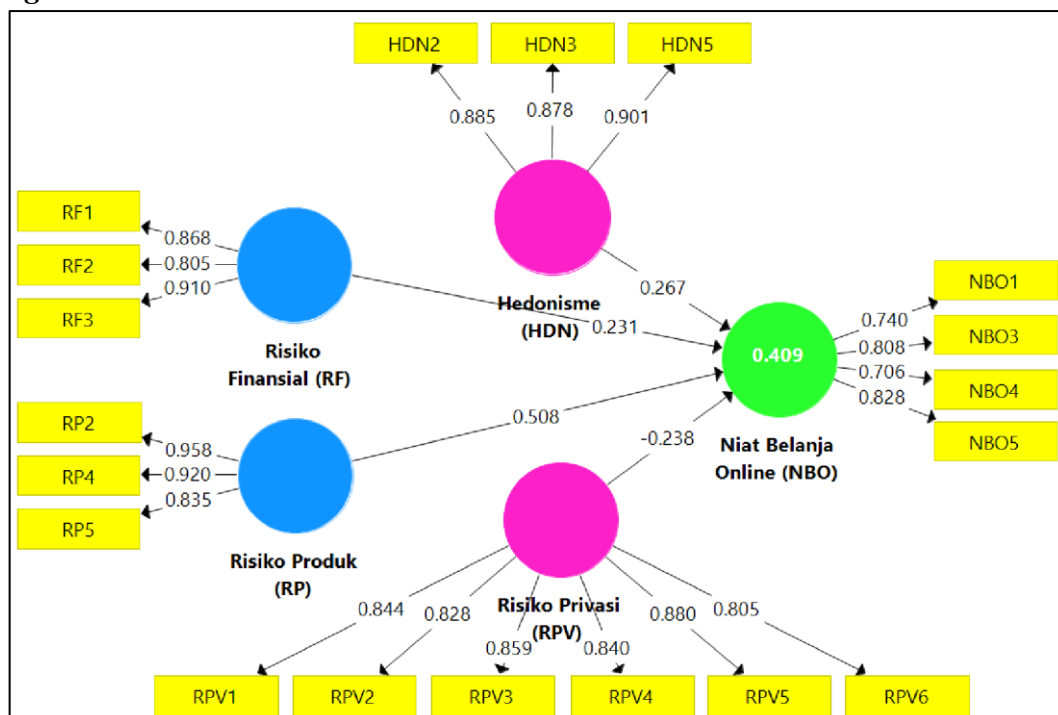 HDN2
HDN3
HDN5
0.885
0.878
0.901
RF1
RF2
RF3
0.868
0.805
0.910
Risiko
Finansial (RF)
Hedonisme
(HDN)
0.267
0.231
0.409
Niat Belanja
Online (NBO)
NBO1
NBO3
NBO4
NBO5
0.740
0.808
0.706
0.828
RP2
RP4
RP5
0.958
0.920
0.835
Risiko Produk
(RP)
0.508
-0.238
Risiko Privasi
(RPV)
0.844
0.828
0.859
0.840
0.880
0.805
RPV1
RPV2
RPV3
RPV4
RPV5
RPV6